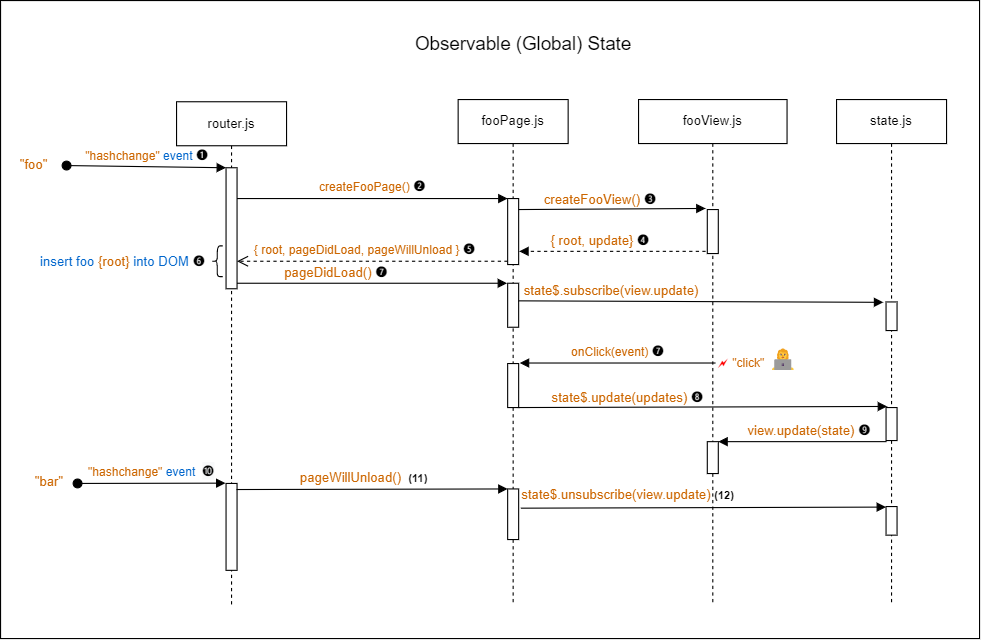 Observable (Global) State
router.js
fooPage.js
fooView.js
state.js
"foo"
"hashchange" event ❶
createFooPage() ❷
createFooView() ❸
{ root, update} ❹
{ root, pageDidLoad, pageWillUnload } ❺
insert foo {root} into DOM ❻
pageDidLoad() ❼
state$.subscribe(view.update)
onClick(event) ❼
"click"
state$.update(updates) ❽
view.update(state) ❾
"bar"
"hashchange" event ❿
pageWillUnload() (11)
state$.unsubscribe(view.update) (12)